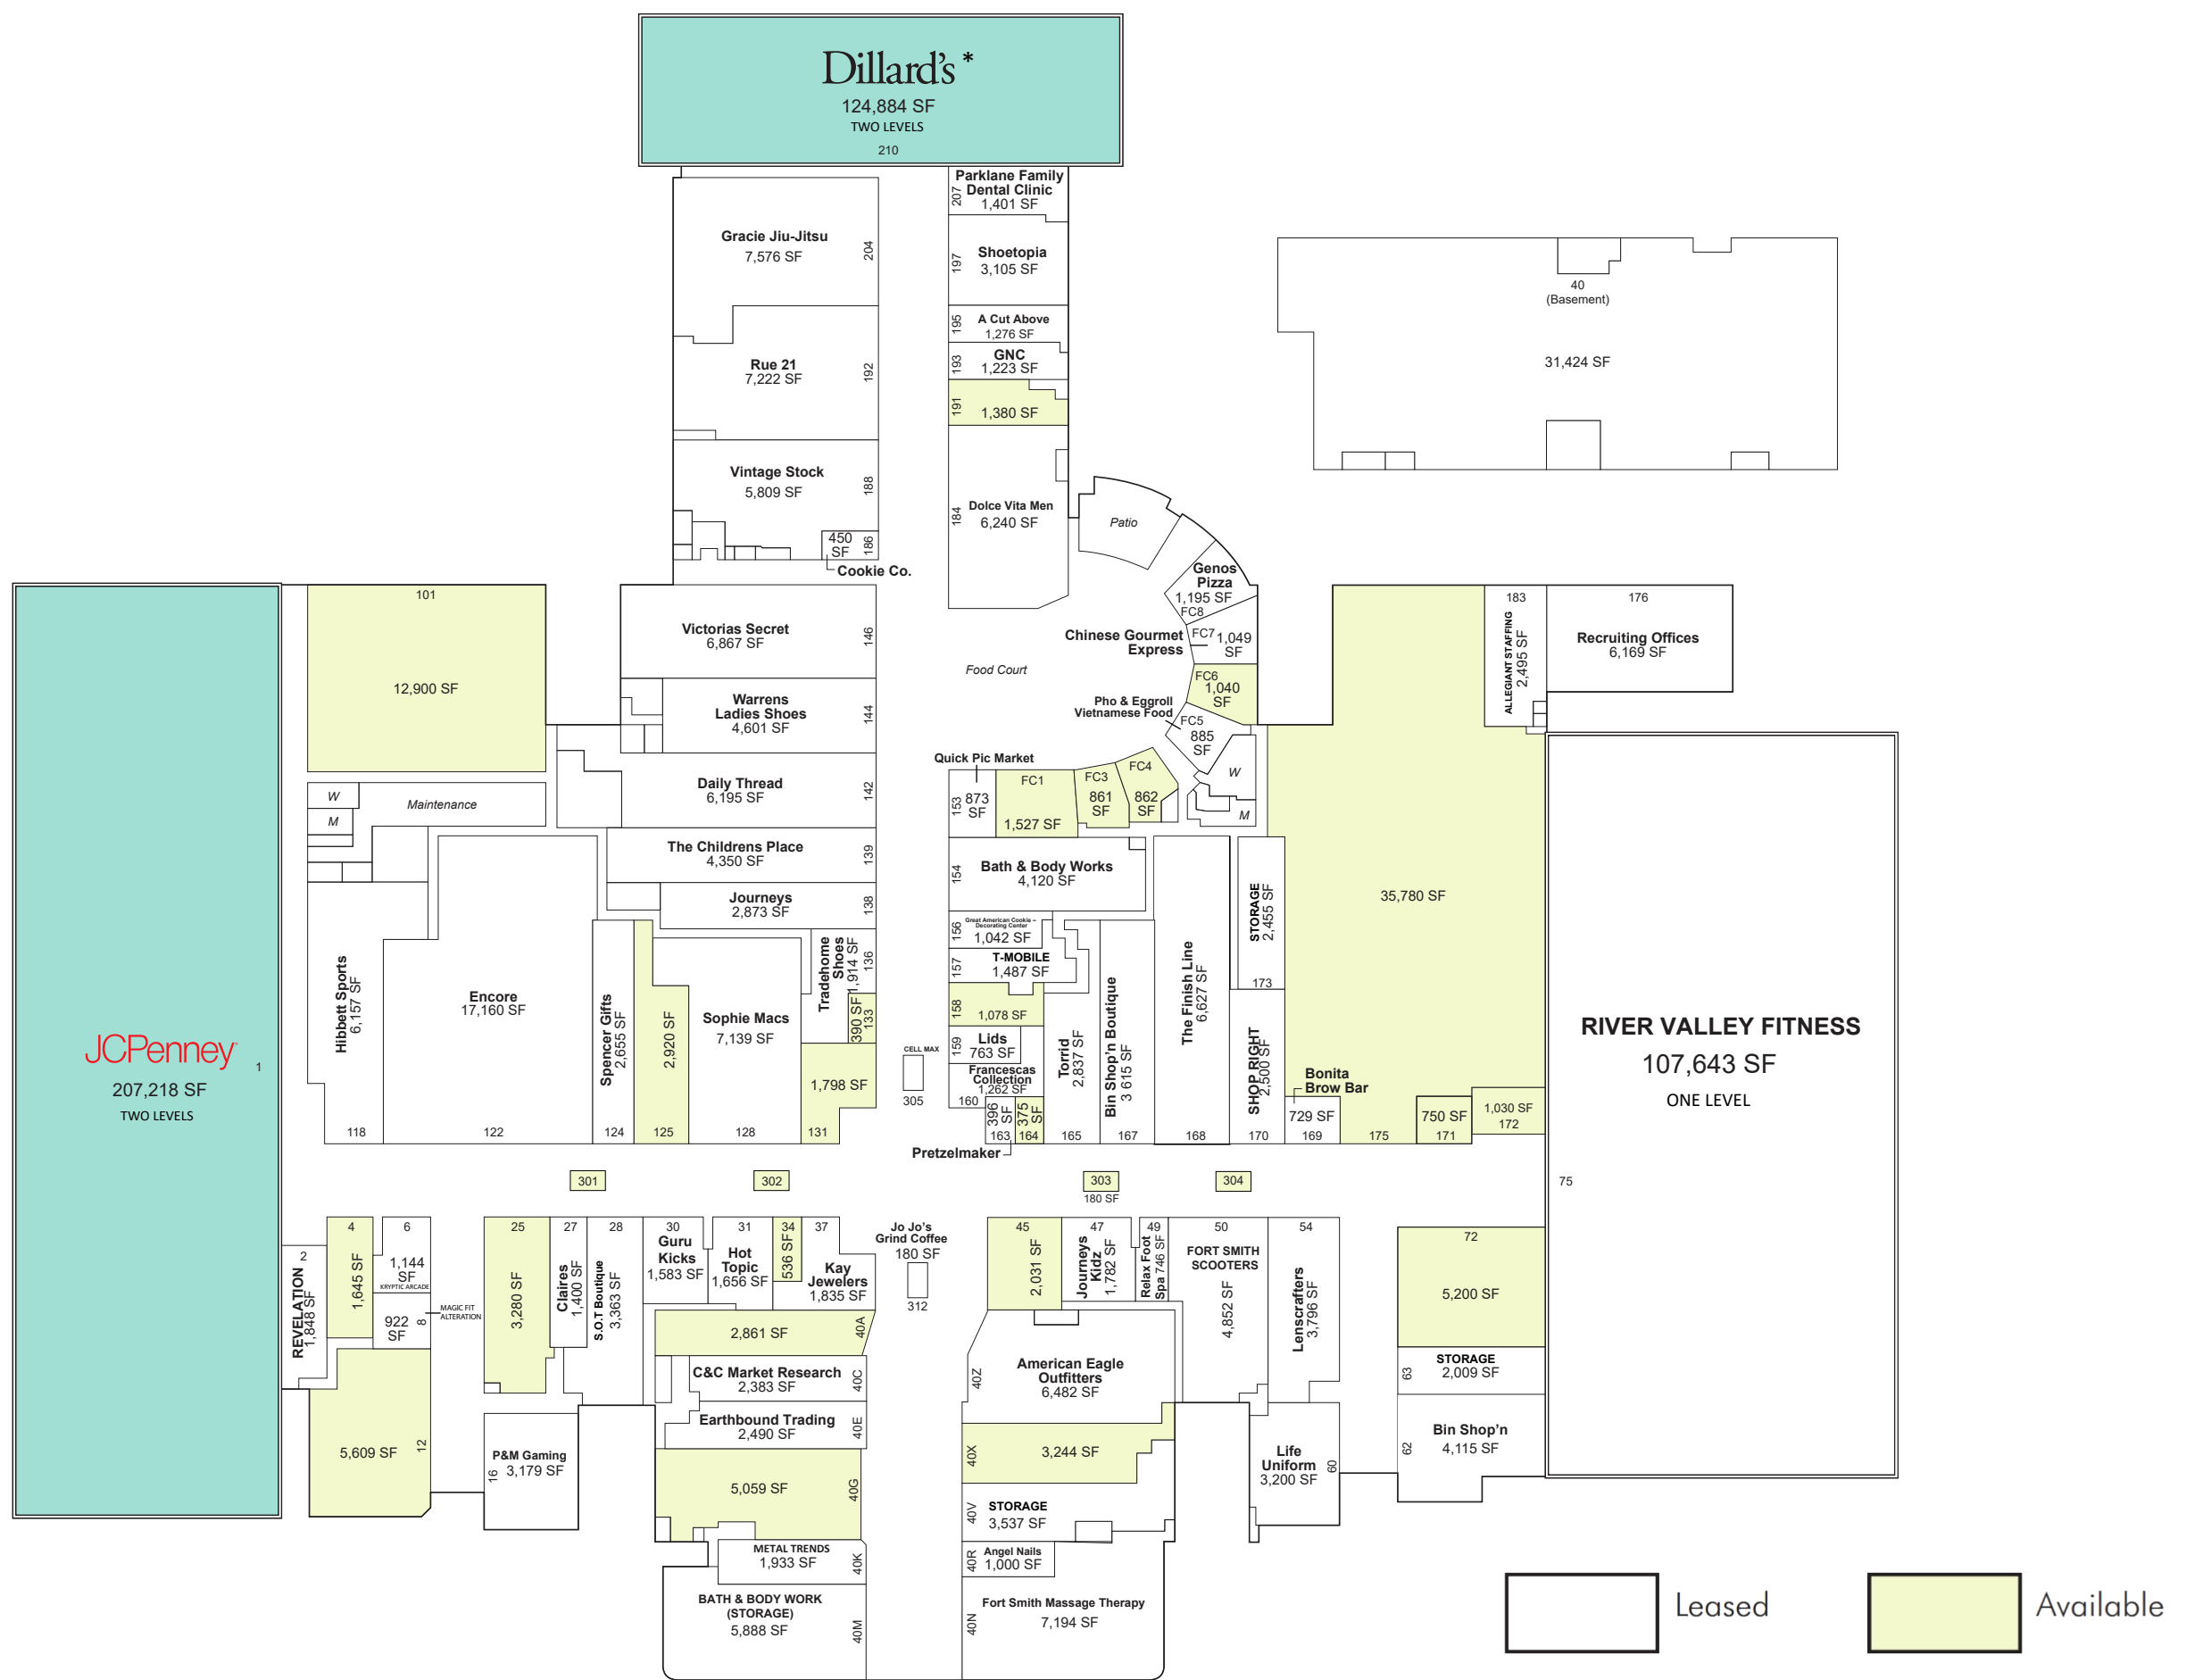 Dillard's *
124,884 SF
TWO LEVELS
210
Parklane Family
Dental Clinic
1,401 SF
207
Gracie Jiu-Jitsu
7,576 SF
204
Shoetopia
3,105 SF
197
A Cut Above
1,276 SF
195
GNC
1,223 SF
193
Rue 21
7,222 SF
192
1,380 SF
191
40
(Basement)
31,424 SF
Vintage Stock
5,809 SF
188
450
SF
186
Cookie Co.
Dolce Vita Men
6,240 SF
184
Patio
Genos
Pizza
1,195 SF
FC8
Chinese Gourmet
Express
FC7
1,049
SF
FC6
1,040
SF
Pho & Eggroll
Vietnamese Food
FC5
885
SF
Food Court
W
M
101
12,900 SF
Victorias Secret
6,867 SF
146
Warrens
Ladies Shoes
4,601 SF
144
Daily Thread
6,195 SF
142
The Childrens Place
4,350 SF
139
Journeys
2,873 SF
138
183
ALLEGIANT STAFFING
2,495 SF
176
Recruiting Offices
6,169 SF
Quick Pic Market
153
873
SF
FC1
1,527 SF
FC3
861
SF
FC4
862
SF
W
M
Maintenance
Bath & Body Works
4,120 SF
154
Great American Cookie –
Decorating Center
1,042 SF
156
T-MOBILE
1,487 SF
157
1,078 SF
158
Lids
763 SF
159
Francescas
Collection
1,262 SF
160
396
SF
163
375
SF
164
Pretzelmaker
Torrid
2,837 SF
165
Bin Shop'n Boutique
3 615 SF
167
The Finish Line
6,627 SF
168
STORAGE
2,455 SF
173
SHOP RIGHT
2,500 SF
170
Bonita
Brow Bar
729 SF
169
35,780 SF
175
750 SF
171
1,030 SF
172
RIVER VALLEY FITNESS
107,643 SF
ONE LEVEL
75
JCPenney
207,218 SF
TWO LEVELS
1
Hibbett Sports
6,157 SF
118
Encore
17,160 SF
122
Spencer Gifts
2,655 SF
124
2,920 SF
125
Sophie Macs
7,139 SF
128
Tradehome
Shoes
1,914 SF
136
390 SF
133
1,798 SF
131
CELL MAX
305
301
302
303
180 SF
304
2
REVELATION
1,848 SF
4
1,645 SF
6
1,144
SF
KRYPTIC ARCADE
922
SF
8
MAGIC FIT
ALTERATION
5,609 SF
12
25
3,280 SF
P&M Gaming
3,179 SF
16
27
Claires
1,400 SF
28
S.O.T Boutique
3,363 SF
30
Guru
Kicks
1,583 SF
31
Hot
Topic
1,656 SF
34
536 SF
37
Kay
Jewelers
1,835 SF
Jo Jo's
Grind Coffee
180 SF
312
2,861 SF
40A
C&C Market Research
2,383 SF
40C
Earthbound Trading
2,490 SF
40E
5,059 SF
40G
METAL TRENDS
1,933 SF
40K
BATH & BODY WORK
(STORAGE)
5,888 SF
40M
45
2,031 SF
47
Journeys
Kidz
1,782 SF
49
Relax Foot
Spa 746 SF
50
FORT SMITH
SCOOTERS
4,852 SF
54
Lenscrafters
3,796 SF
American Eagle
Outfitters
6,482 SF
40Z
3,244 SF
40X
STORAGE
3,537 SF
40V
Angel Nails
1,000 SF
40R
Fort Smith Massage Therapy
7,194 SF
40N
Life
Uniform
3,200 SF
60
72
5,200 SF
STORAGE
2,009 SF
63
Bin Shop'n
4,115 SF
62
Leased
Available